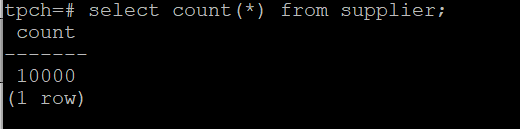 tpch=# select count(*) from supplier;
 count
-------
 10000
(1 row)